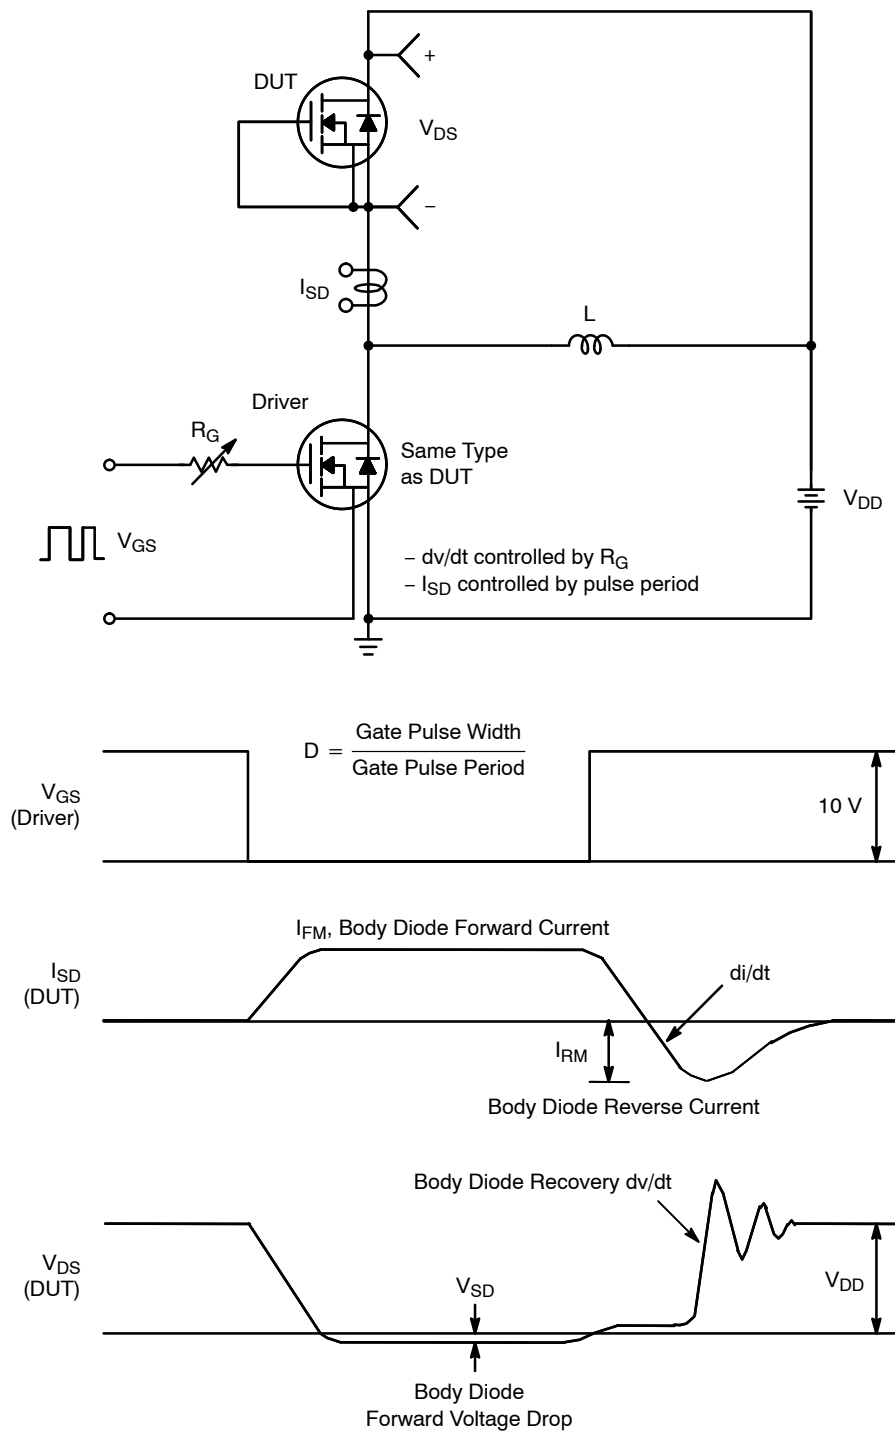 +
DUT
V_DS
−
I_SD
L
Driver
R_G
Same Type
as DUT
V_DD
V_GS
− dv/dt controlled by R_G
− I_SD controlled by pulse period
D = Gate Pulse Width
Gate Pulse Period
V_GS
(Driver)
10 V
I_FM, Body Diode Forward Current
I_SD
(DUT)
di/dt
I_RM
Body Diode Reverse Current
Body Diode Recovery dv/dt
V_DS
(DUT)
V_SD
V_DD
Body Diode
Forward Voltage Drop